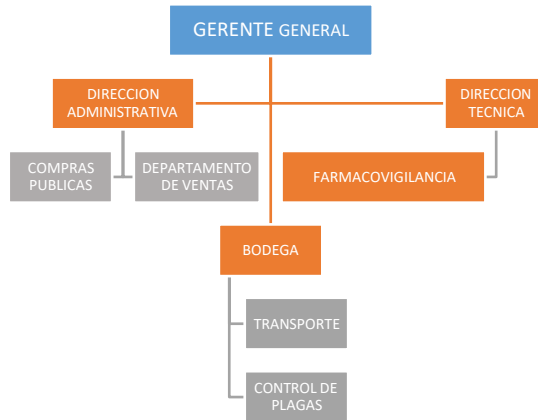 GERENTE GENERAL
DIRECCION
ADMINISTRATIVA
DIRECCION
TECNICA
COMPRAS
PUBLICAS
DEPARTAMENTO
DE VENTAS
FARMACOVIGILANCIA
BODEGA
TRANSPORTE
CONTROL DE
PLAGAS